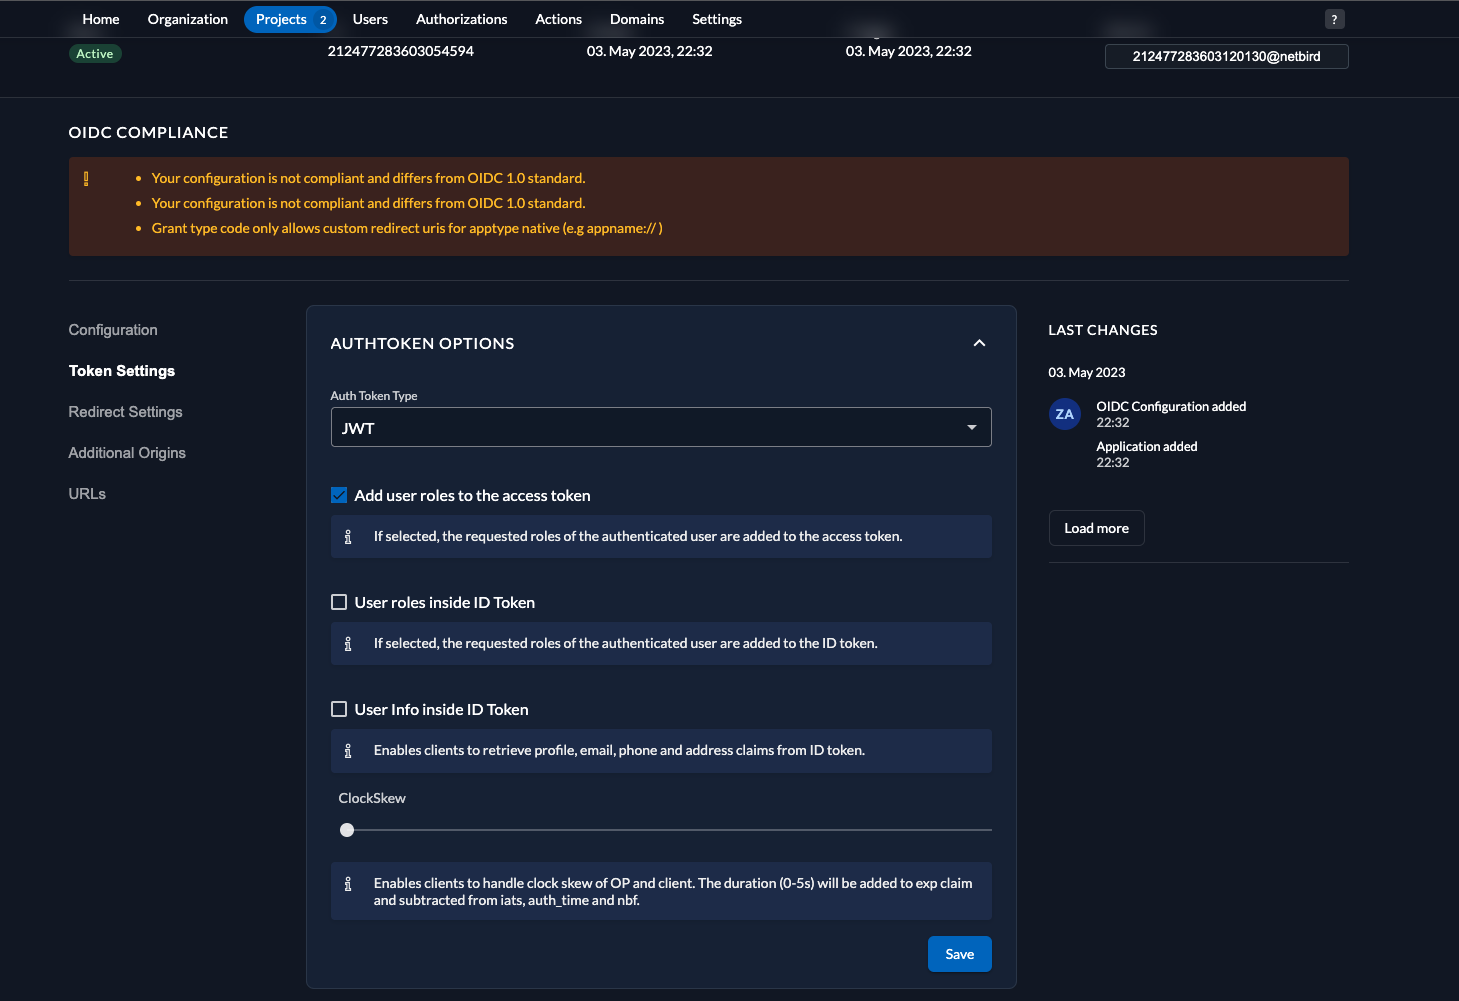 Home Organization Projects 2 Users Authorizations Actions Domains Settings ?
Active 212477283603054594 03. May 2023, 22:32 03. May 2023, 22:32 212477283603120130@netbird
OIDC COMPLIANCE
Your configuration is not compliant and differs from OIDC 1.0 standard.
Your configuration is not compliant and differs from OIDC 1.0 standard.
Grant type code only allows custom redirect uris for apptype native (e.g appname:// )
Configuration
Token Settings
Redirect Settings
Additional Origins
URLs
AUTHTOKEN OPTIONS
Auth Token Type
JWT
Add user roles to the access token
If selected, the requested roles of the authenticated user are added to the access token.
User roles inside ID Token
If selected, the requested roles of the authenticated user are added to the ID token.
User Info inside ID Token
Enables clients to retrieve profile, email, phone and address claims from ID token.
ClockSkew
Enables clients to handle clock skew of OP and client. The duration (0-5s) will be added to exp claim
and subtracted from iats, auth_time and nbf.
Save
LAST CHANGES
03. May 2023
ZA
OIDC Configuration added
22:32
Application added
22:32
Load more